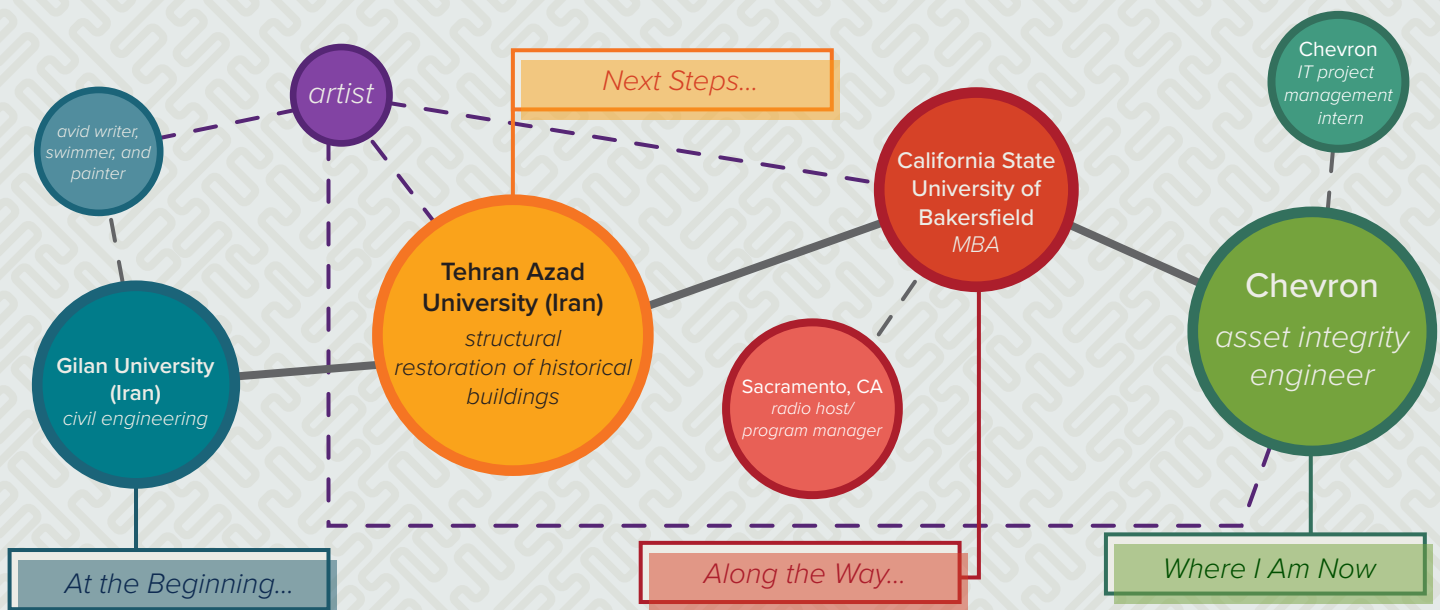 avid writer,
swimmer, and
painter
artist
Next Steps...
Chevron
IT project
management
intern
Gilan University
(Iran)
civil engineering
Tehran Azad
University (Iran)
structural
restoration of historical
buildings
California State
University of
Bakersfield
MBA
Sacramento, CA
radio host/
program manager
Chevron
asset integrity
engineer
At the Beginning...
Along the Way...
Where I Am Now